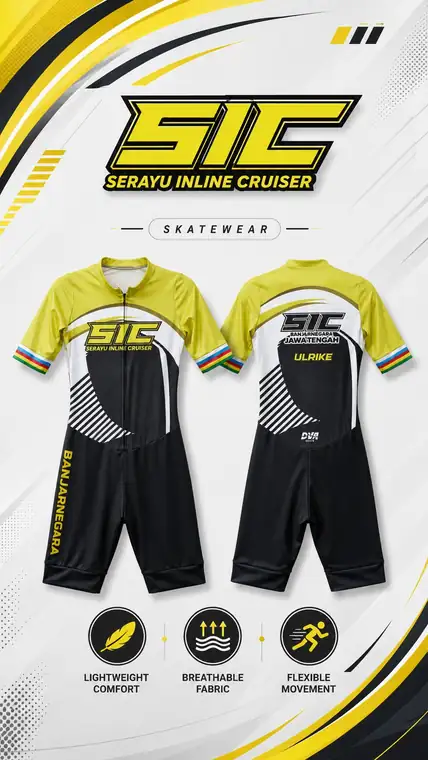 SIC
SERAYU INLINE CRUISER
SKATEWEAR
SIC
SERAYU INLINE CRUISER
BANJARNEGARA
SIC
BANJARNEGARA
JAWA TENGAH
ULRIKE
DVA
LIGHTWEIGHT
COMFORT
BREATHABLE
FABRIC
FLEXIBLE
MOVEMENT